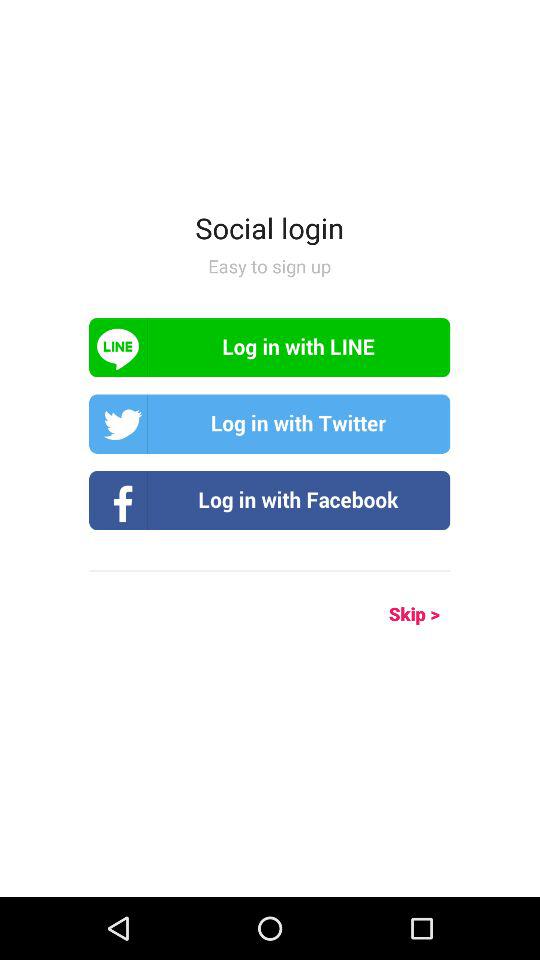 Social login
Easy to sign up
LINE Log in with LINE
Log in with Twitter
Log in with Facebook
Skip >